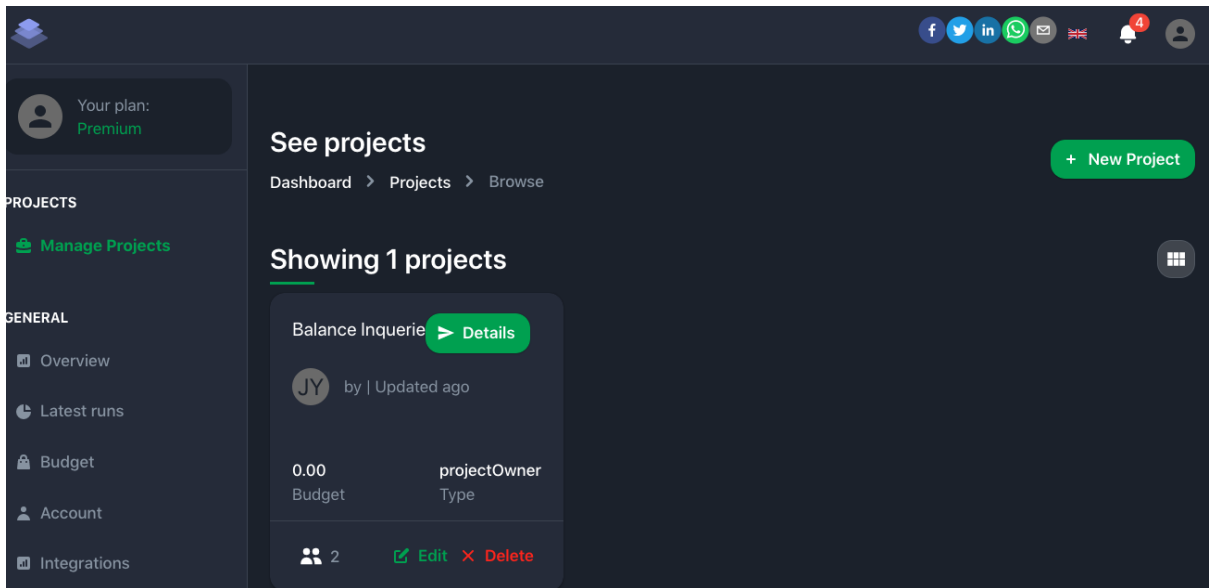 f in 4
Your plan:
Premium
PROJECTS
Manage Projects
GENERAL
Overview
Latest runs
Budget
Account
Integrations
See projects
Dashboard > Projects > Browse
+ New Project
Showing 1 projects
Balance Inquerie
Details
JY by | Updated ago
0.00 projectOwner
Budget Type
2 Edit × Delete